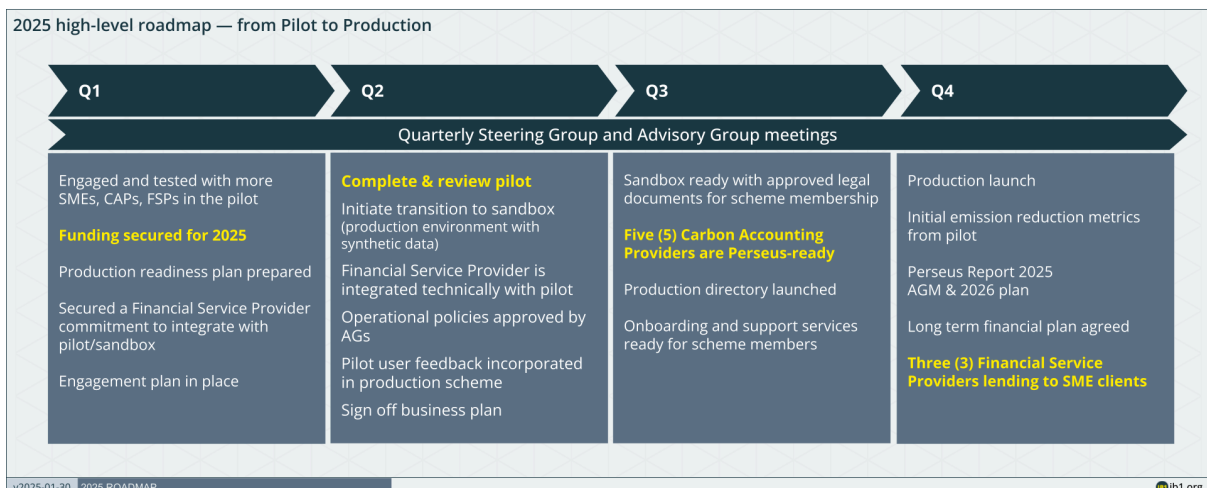 2025 high-level roadmap — from Pilot to Production
Q1
Q2
Q3
Q4
Quarterly Steering Group and Advisory Group meetings
Engaged and tested with more
SMEs, CAPs, FSPs in the pilot
Funding secured for 2025
Production readiness plan prepared
Secured a Financial Service Provider
commitment to integrate with
pilot/sandbox
Engagement plan in place
Complete & review pilot
Initiate transition to sandbox
(production environment with
synthetic data)
Financial Service Provider is
integrated technically with pilot
Operational policies approved by
AGs
Pilot user feedback incorporated
in production scheme
Sign off business plan
Sandbox ready with approved legal
documents for scheme membership
Five (5) Carbon Accounting
Providers are Perseus-ready
Production directory launched
Onboarding and support services
ready for scheme members
Production launch
Initial emission reduction metrics
from pilot
Perseus Report 2025
AGM & 2026 plan
Long term financial plan agreed
Three (3) Financial Service
Providers lending to SME clients
v2025-01-30
2025 ROADMAP
ib1.org